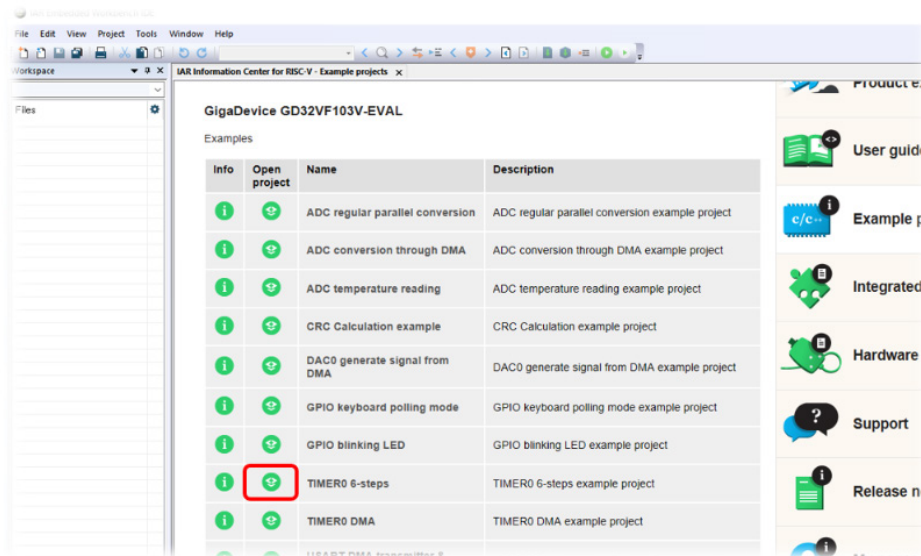 File Edit View Project Tools Window Help
Workspace
IAR Information Center for RISC-V - Example projects x
Files
GigaDevice GD32VF103V-EVAL
Examples
Info Open project Name Description
ADC regular parallel conversion ADC regular parallel conversion example project
ADC conversion through DMA ADC conversion through DMA example project
ADC temperature reading ADC temperature reading example project
CRC Calculation example CRC Calculation example project
DAC0 generate signal from DMA DAC0 generate signal from DMA example project
GPIO keyboard polling mode GPIO keyboard polling mode example project
GPIO blinking LED GPIO blinking LED example project
TIMER0 6-steps TIMER0 6-steps example project
TIMER0 DMA TIMER0 DMA example project
Product e
User guide
c/c++
Example p
Integrated
Hardware
Support
Release n